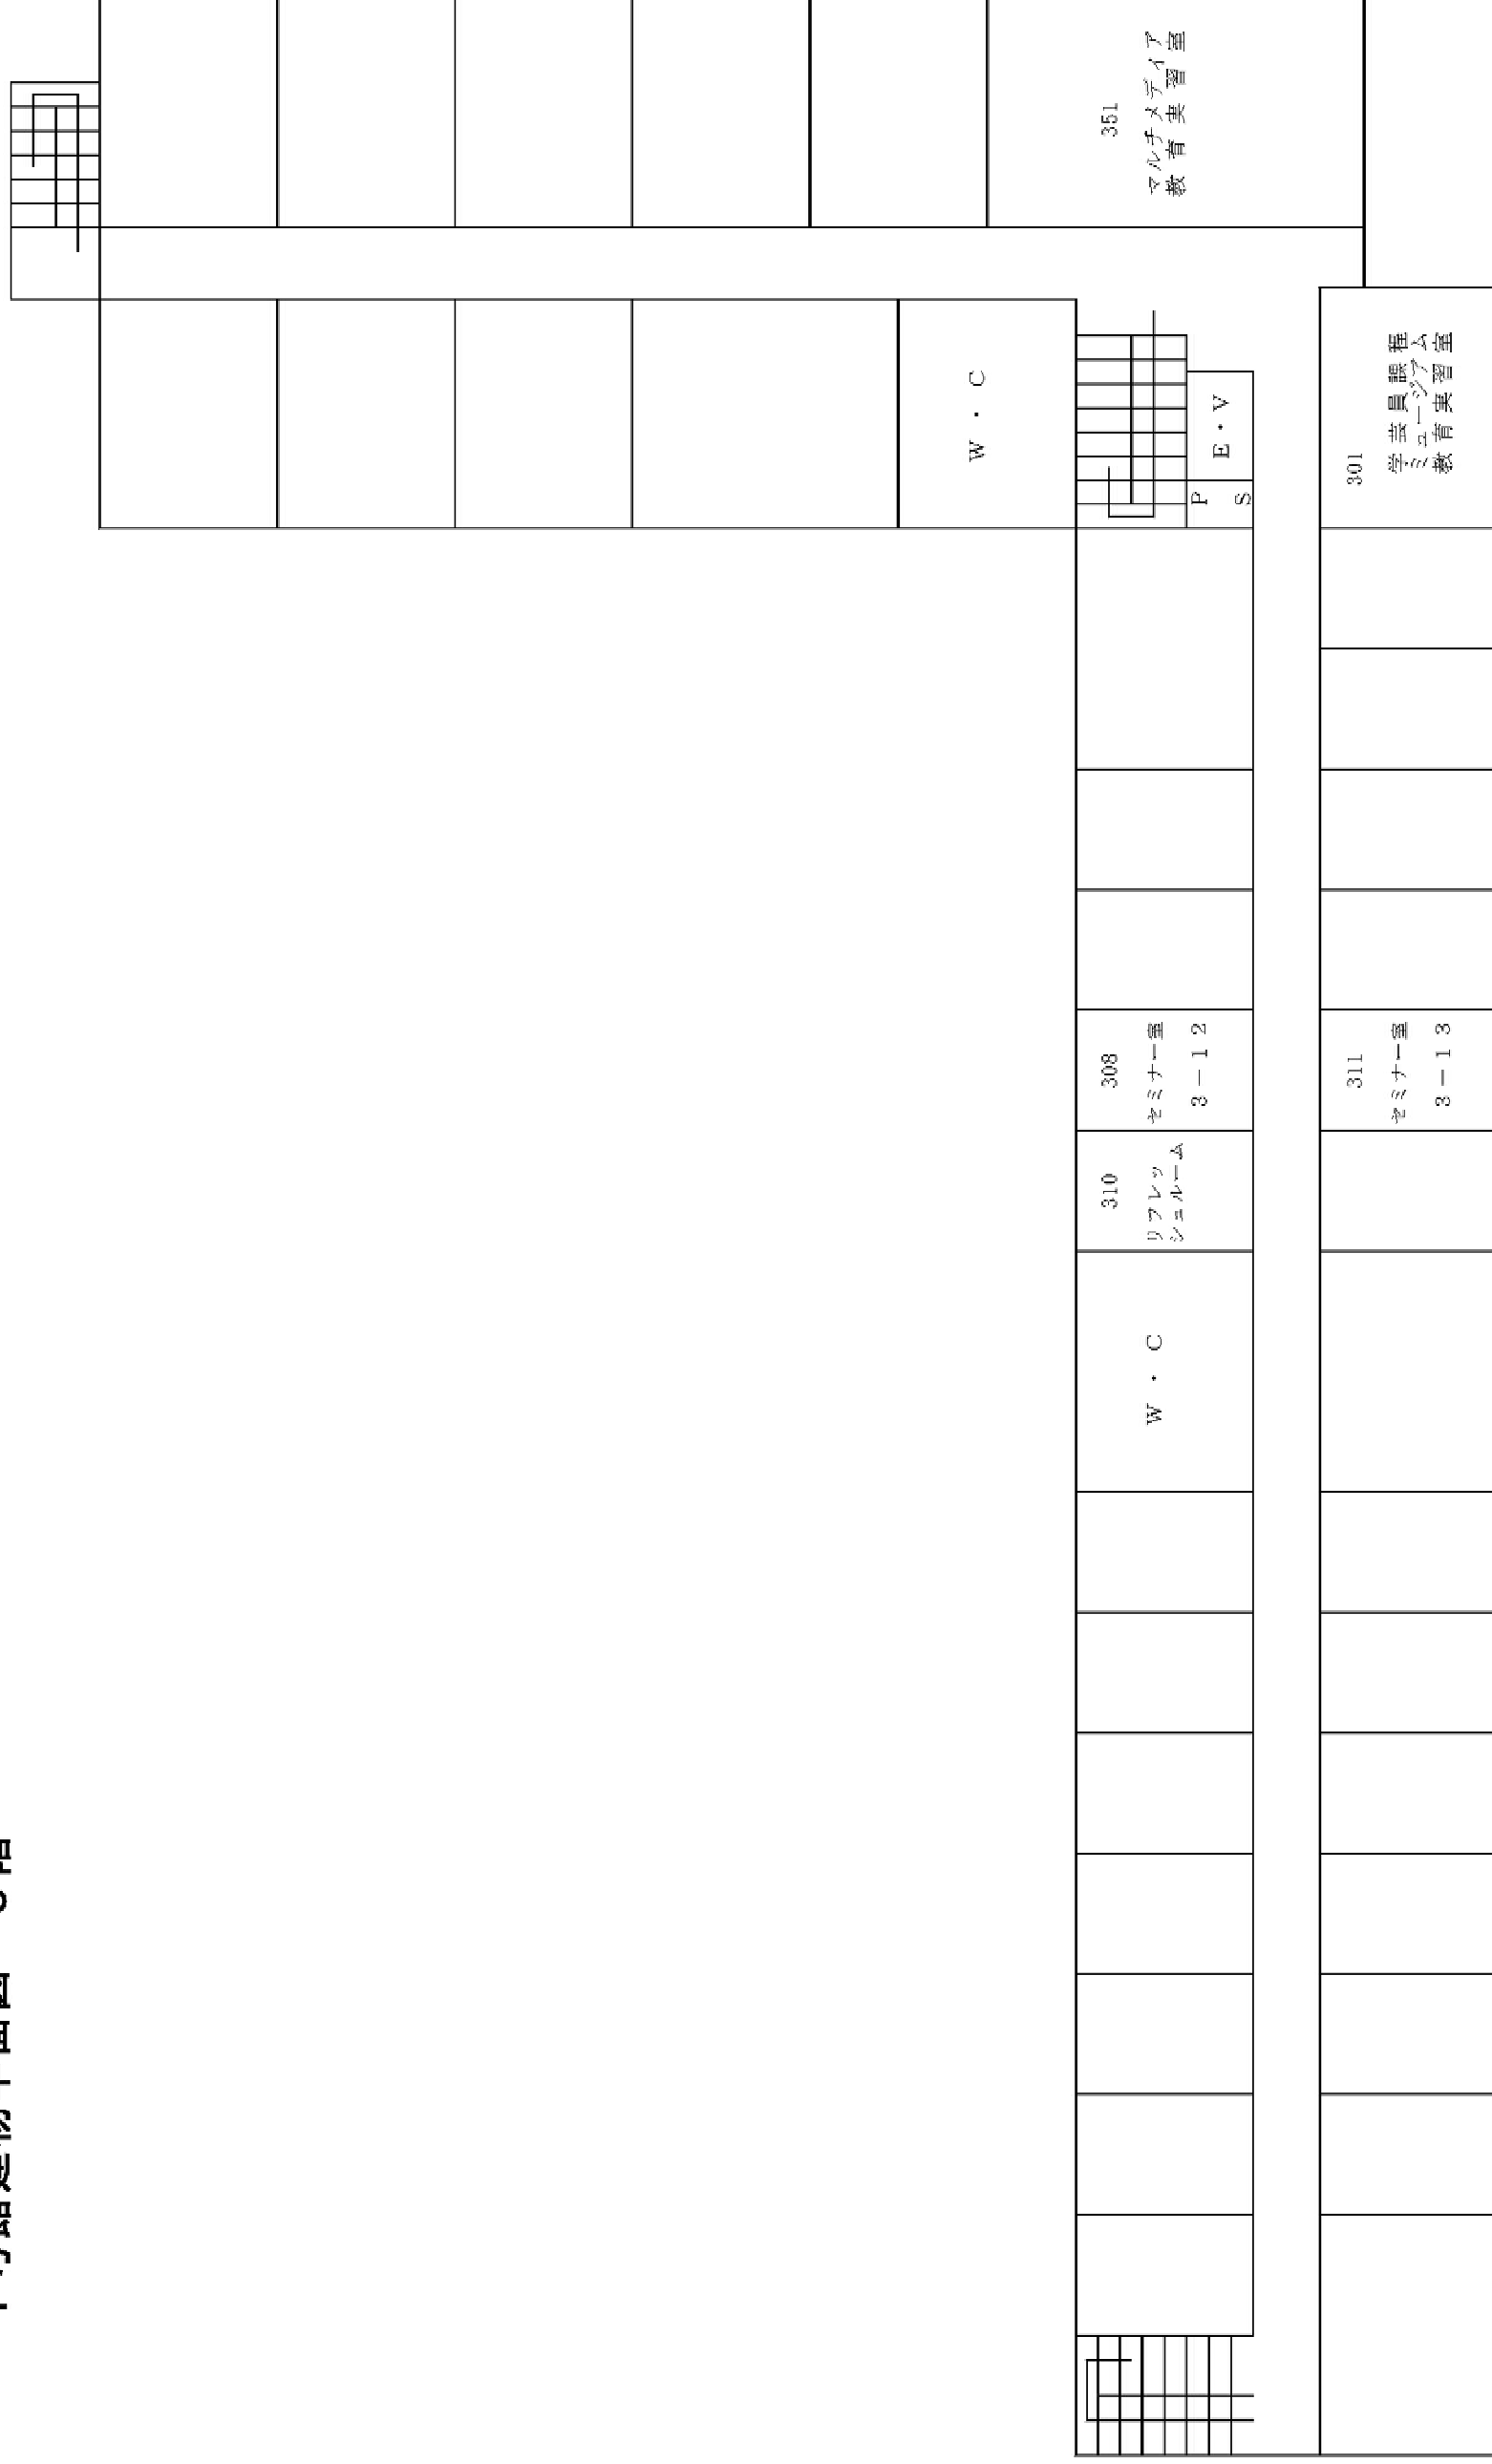 351
マルチメディア
教育実習室
W・C
E・V
P
S
301
学芸員課程
ミュージアム
教育実習室
308
セミナー室
3－12
311
セミナー室
3－13
310
リフレッ
シュルーム
W・C